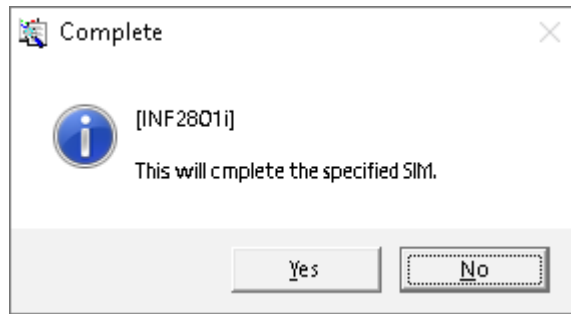 Complete
[INF2801i]
This will cmplete the specified SIM.
Yes
No